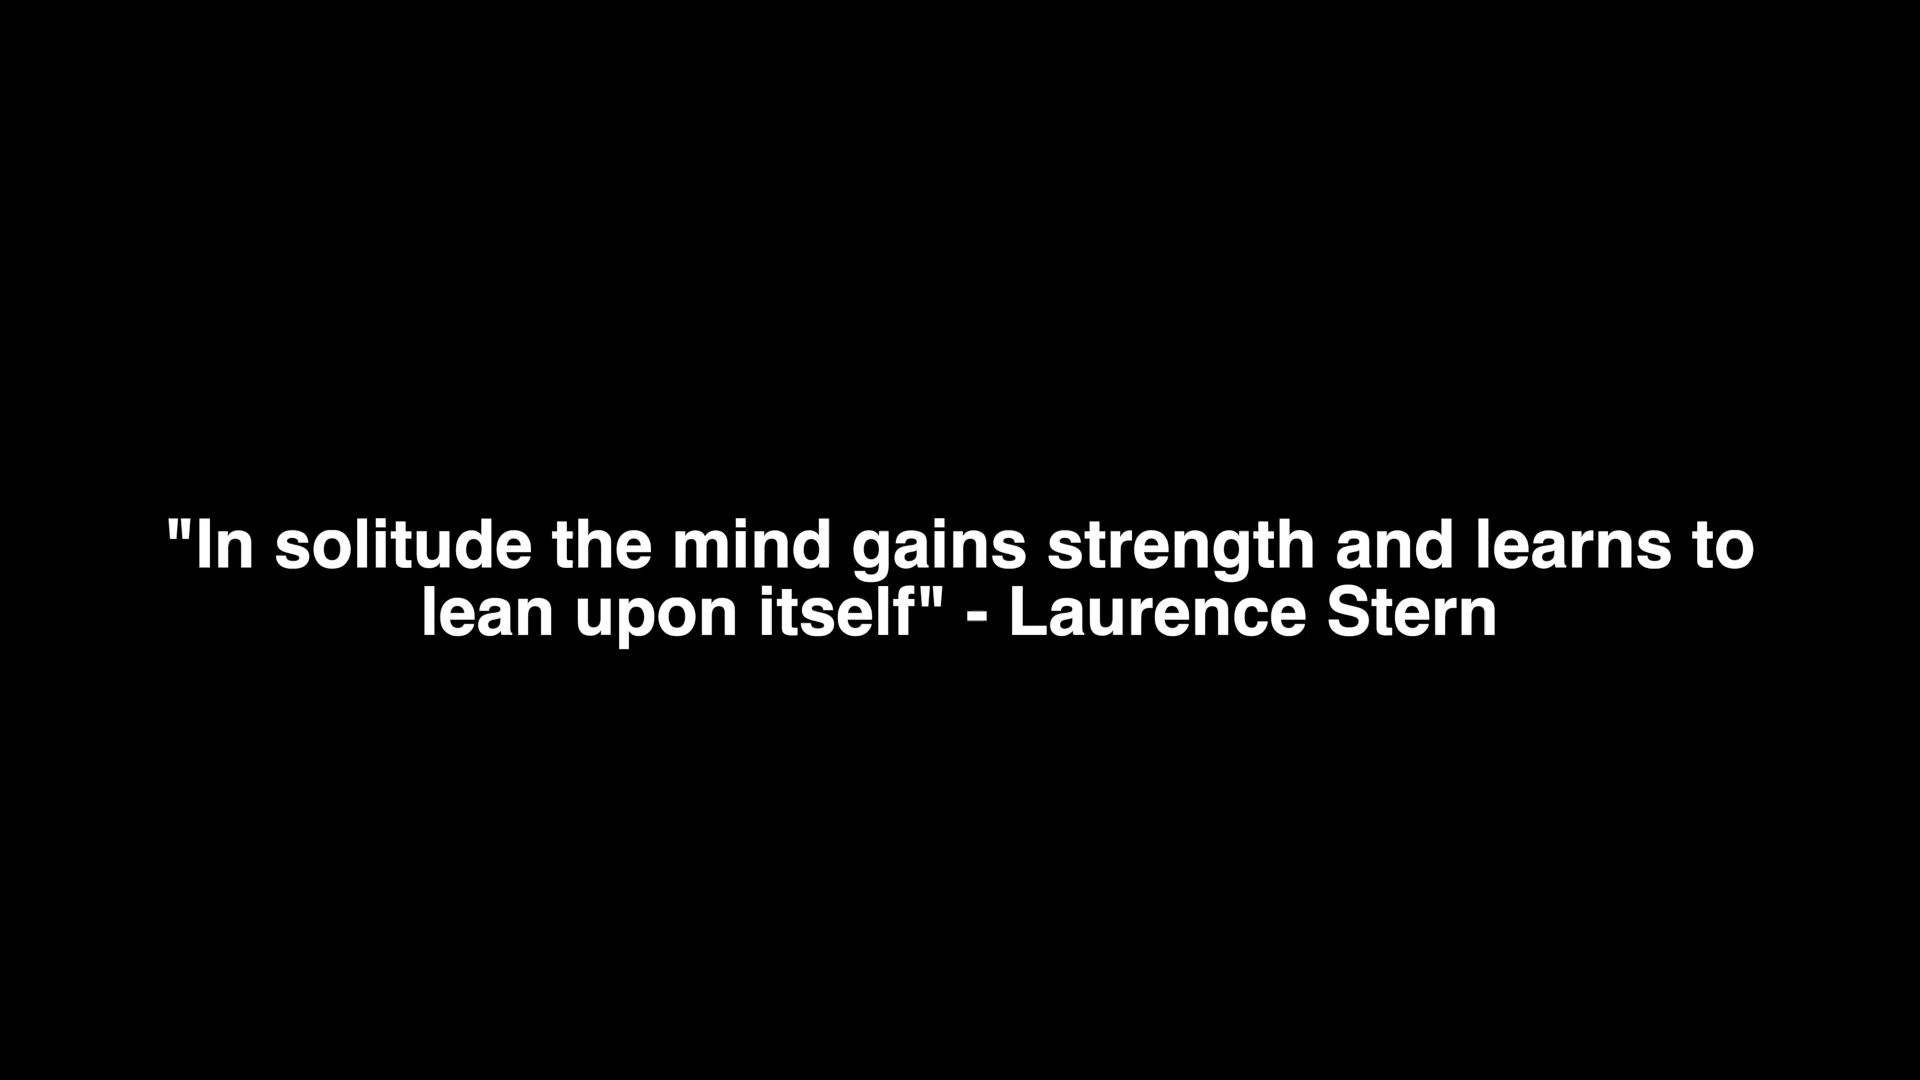 "In solitude the mind gains strength and learns to
lean upon itself" - Laurence Stern